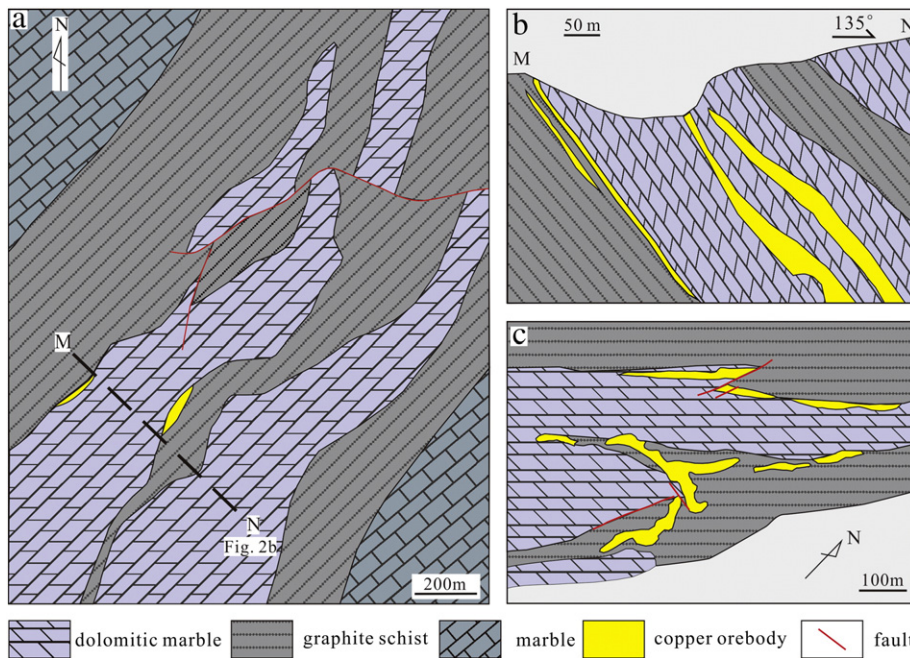 a
N
M
N
Fig. 2b
200m
b
50 m
135°
M
N
c
N
100m
dolomitic marble
graphite schist
marble
copper orebody
fault